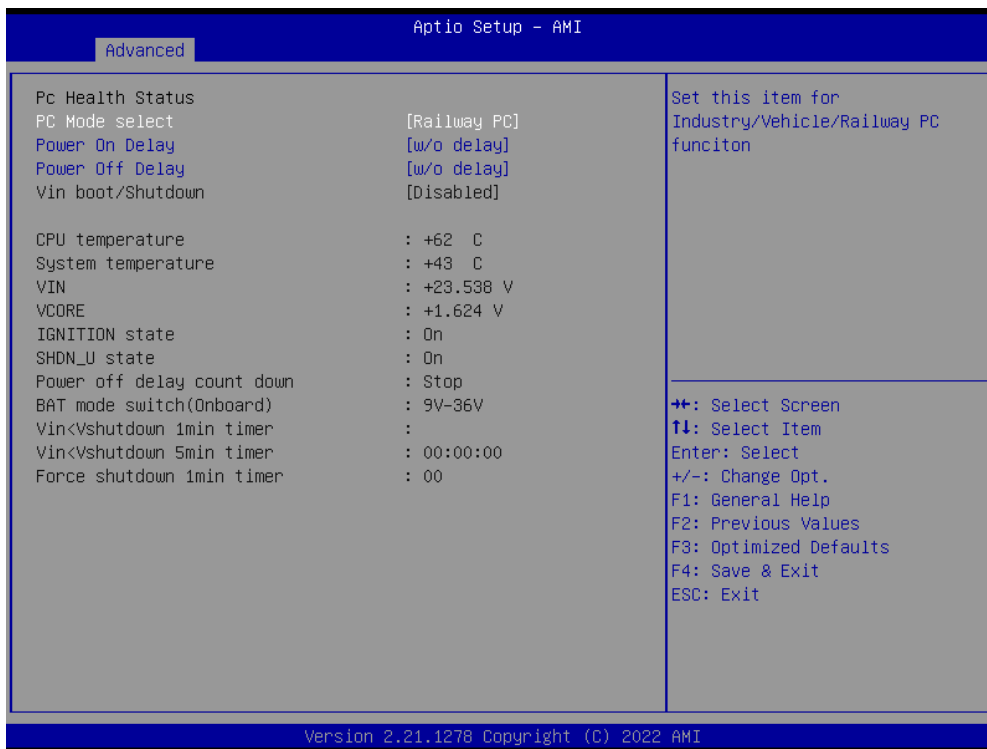 Aptio Setup – AMI
Advanced
Pc Health Status
PC Mode select [Railway PC]
Power On Delay [w/o delay]
Power Off Delay [w/o delay]
Vin boot/Shutdown [Disabled]
CPU temperature : +62 C
System temperature : +43 C
VIN : +23.538 V
VCORE : +1.624 V
IGNITION state : On
SHDN_U state : On
Power off delay count down : Stop
BAT mode switch(Onboard) : 9V-36V
Vin<Vshutdown 1min timer :
Vin<Vshutdown 5min timer : 00:00:00
Force shutdown 1min timer : 00
Set this item for
Industry/Vehicle/Railway PC
funciton
→←: Select Screen
↑↓: Select Item
Enter: Select
+/-: Change Opt.
F1: General Help
F2: Previous Values
F3: Optimized Defaults
F4: Save & Exit
ESC: Exit
Version 2.21.1278 Copyright (C) 2022 AMI